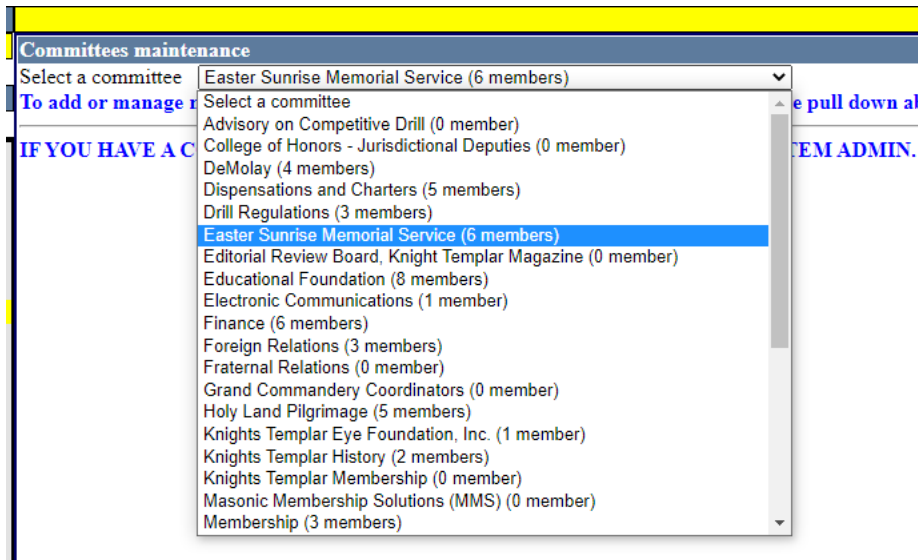 Committees maintenance
Select a committee Easter Sunrise Memorial Service (6 members)
To add or manage e pull down
Select a committee
Advisory on Competitive Drill (0 member)
IF YOU HAVE A C TEM ADMIN.
College of Honors - Jurisdictional Deputies (0 member)
DeMolay (4 members)
Dispensations and Charters (5 members)
Drill Regulations (3 members)
Easter Sunrise Memorial Service (6 members)
Editorial Review Board, Knight Templar Magazine (0 member)
Educational Foundation (8 members)
Electronic Communications (1 member)
Finance (6 members)
Foreign Relations (3 members)
Fraternal Relations (0 member)
Grand Commandery Coordinators (0 member)
Holy Land Pilgrimage (5 members)
Knights Templar Eye Foundation, Inc. (1 member)
Knights Templar History (2 members)
Knights Templar Membership (0 member)
Masonic Membership Solutions (MMS) (0 member)
Membership (3 members)